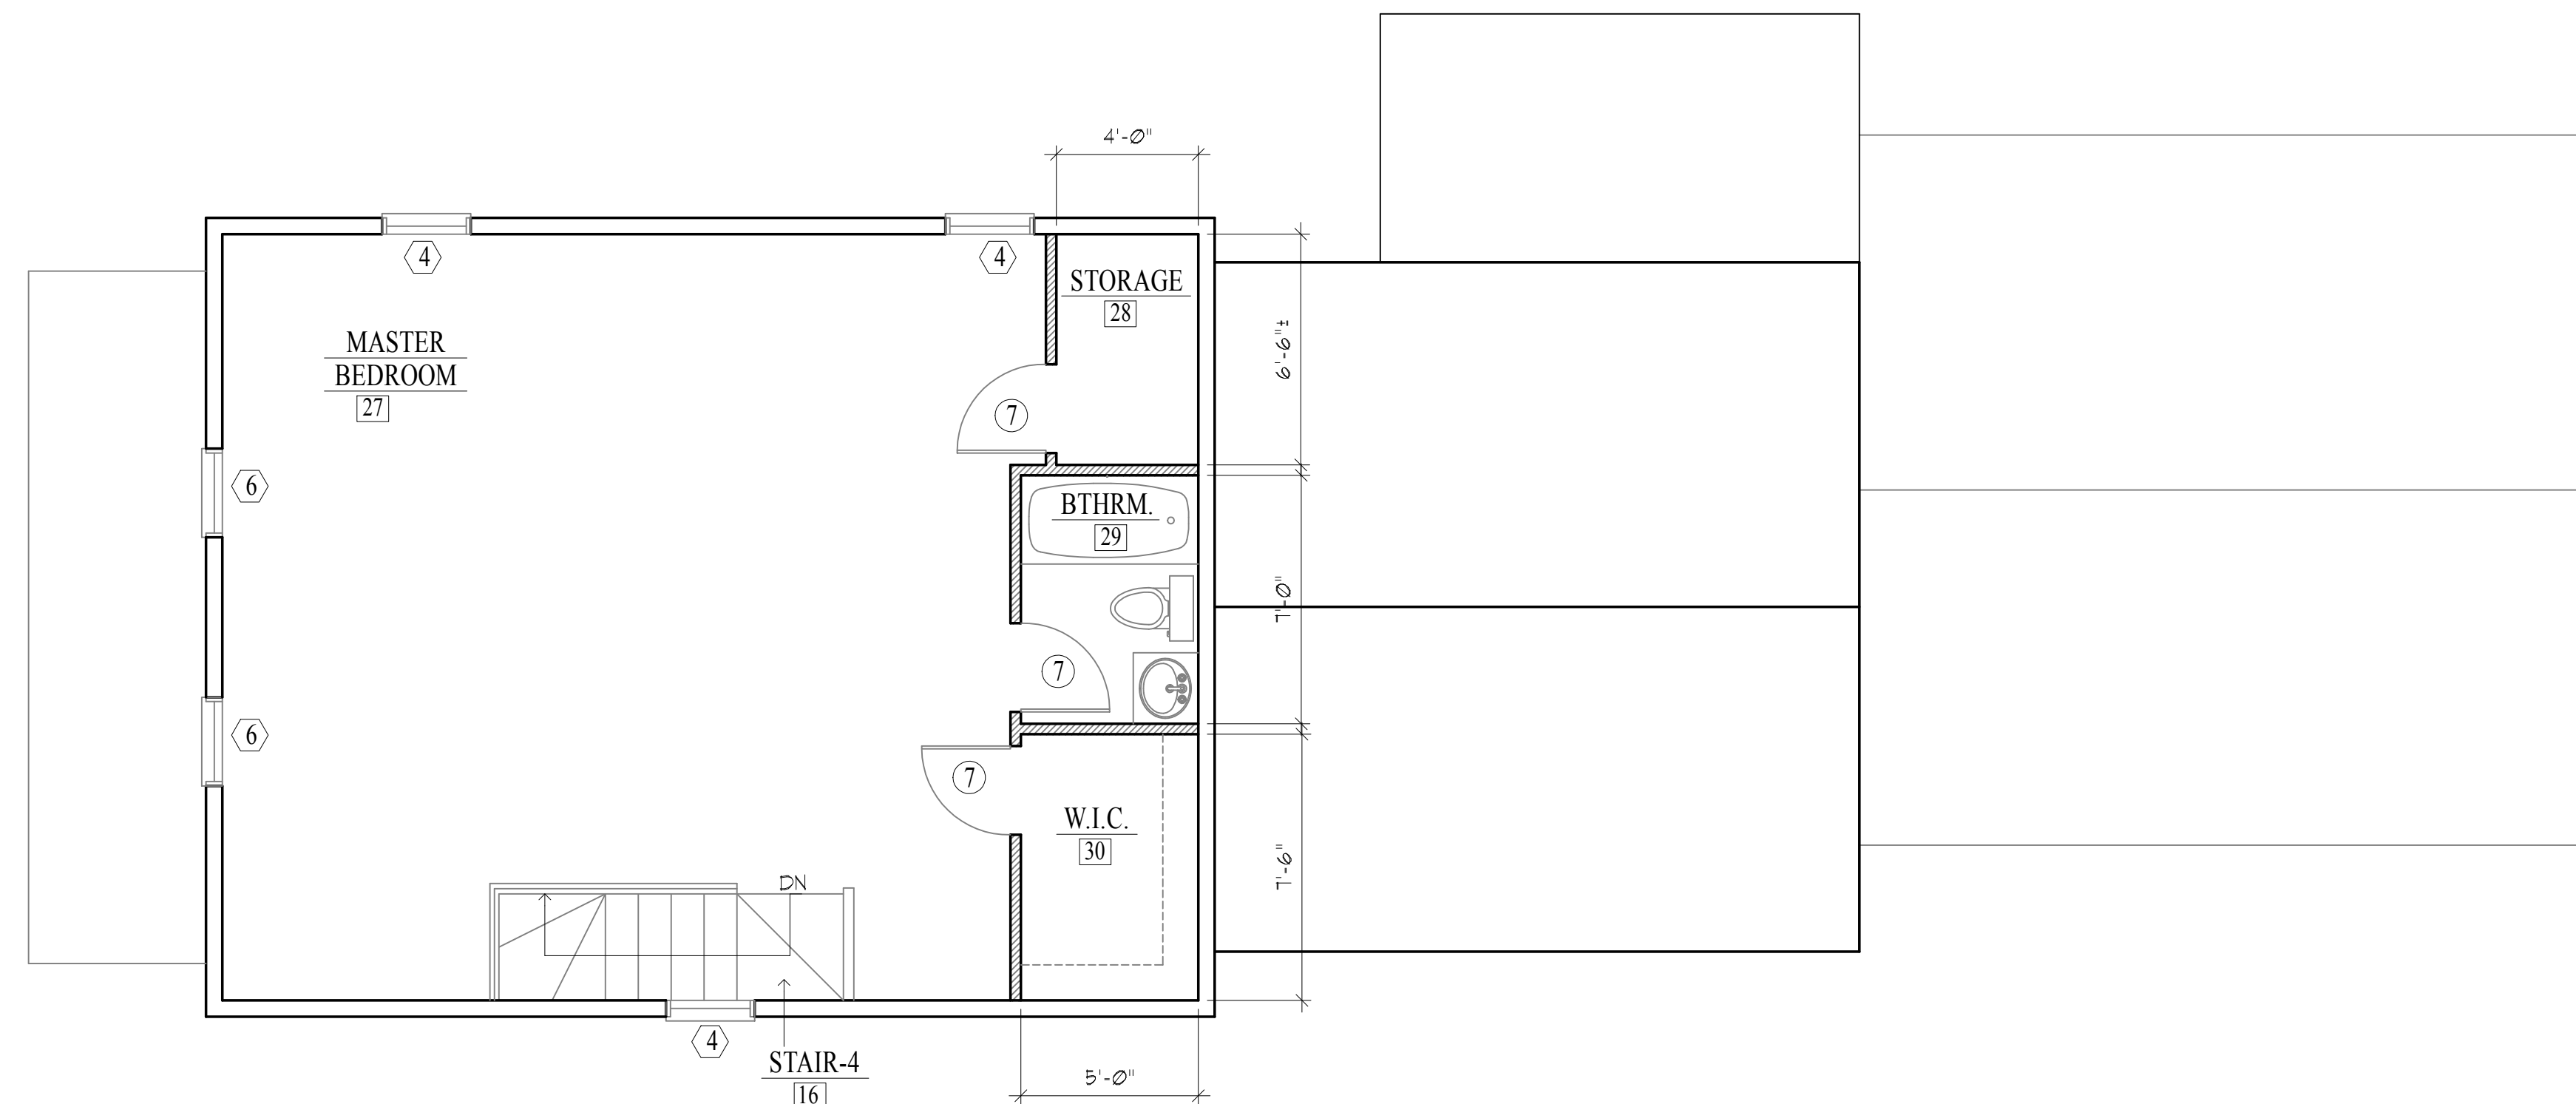 4'-0"
4
4
STORAGE
28
6'-6"±
MASTER
BEDROOM
27
7
6
BTHRM.
29
7'-0"
7
6
7
W.I.C.
30
7'-6"
DN
4
STAIR-4
16
5'-0"